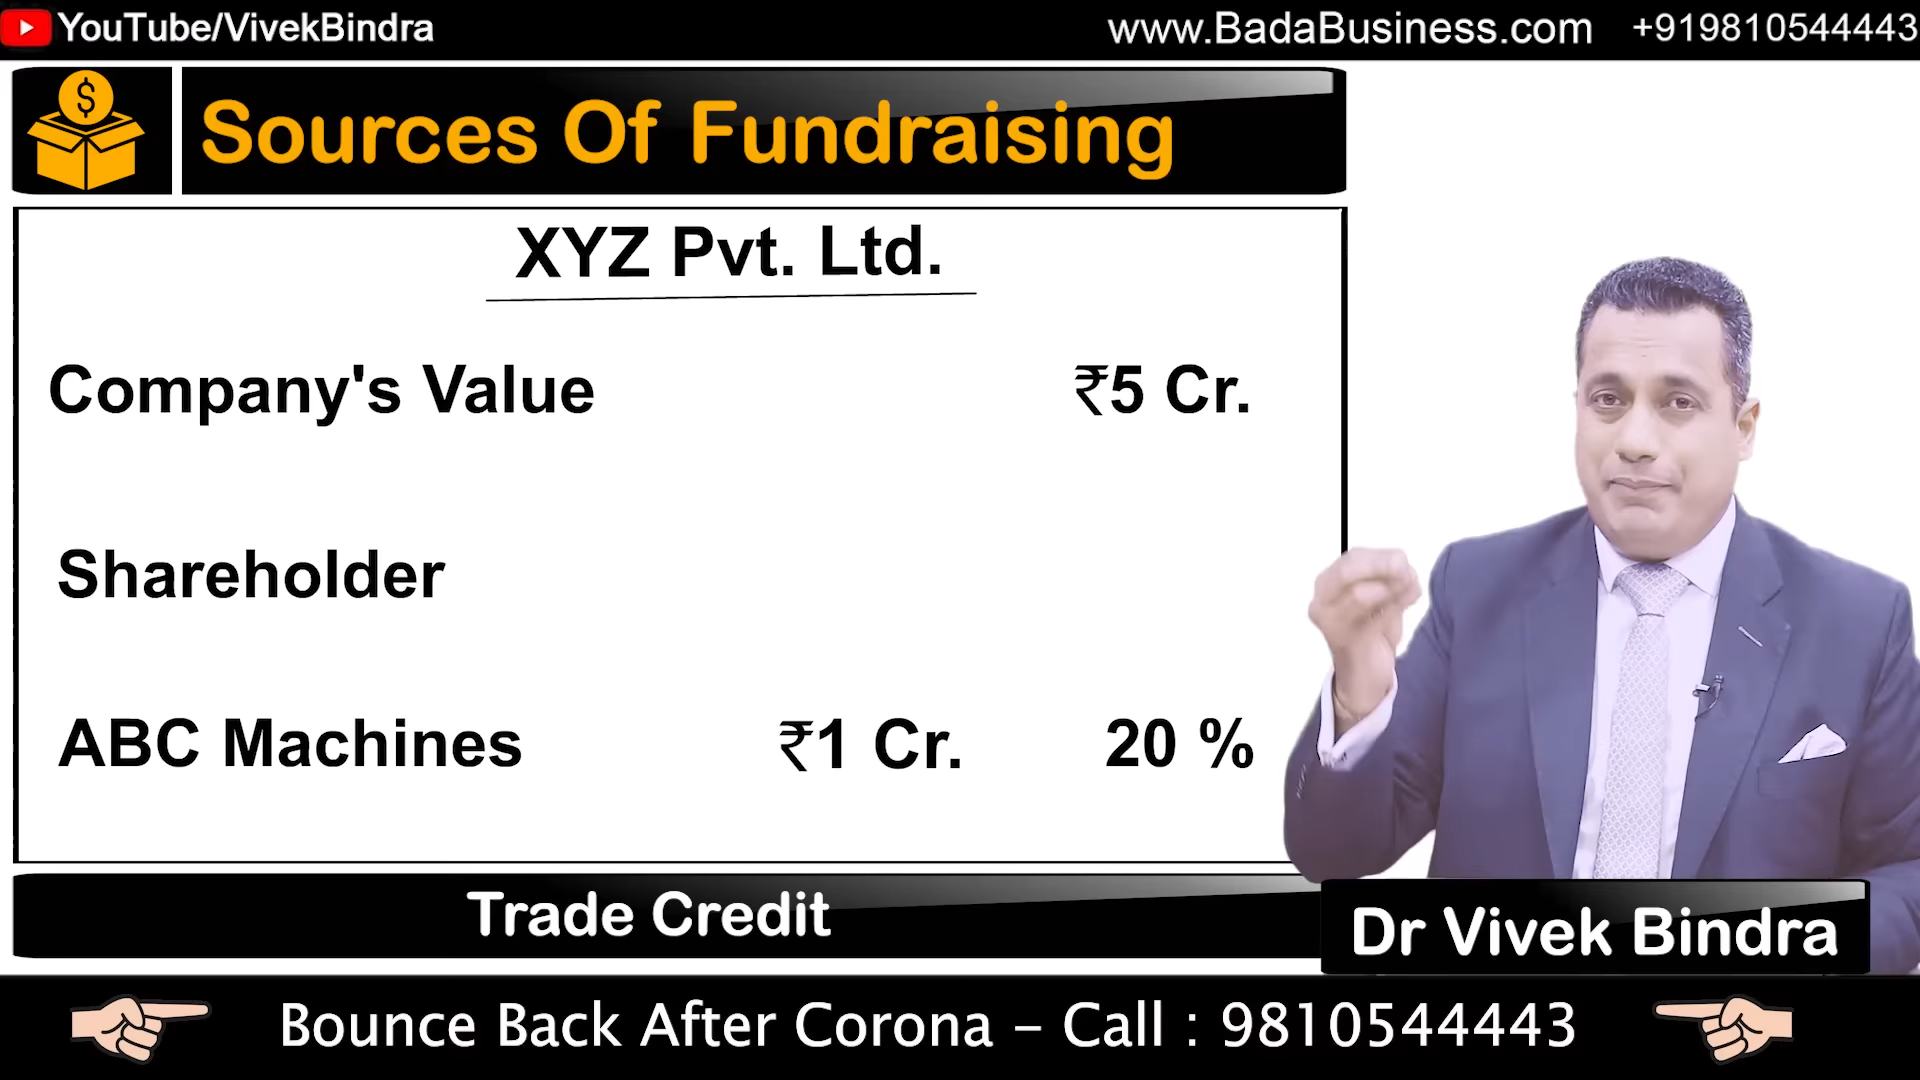 YouTube/VivekBindra
www.BadaBusiness.com +919810544443
$
Sources Of Fundraising
XYZ Pvt. Ltd.
Company's Value ₹5 Cr.
Shareholder
ABC Machines ₹1 Cr. 20 %
Trade Credit
Dr Vivek Bindra
Bounce Back After Corona – Call : 9810544443